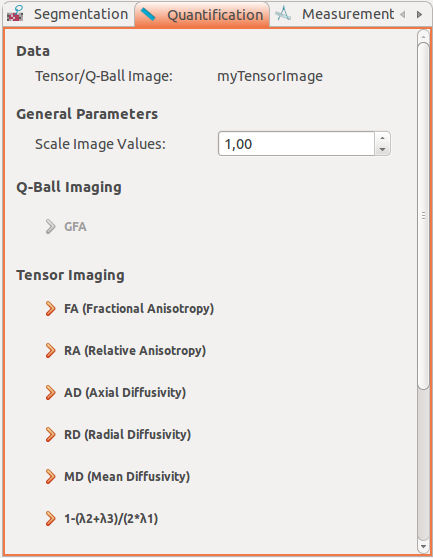 Segmentation Quantification Measurement
Data
Tensor/Q-Ball Image: myTensorImage
General Parameters
Scale Image Values: 1,00
Q-Ball Imaging
GFA
Tensor Imaging
FA (Fractional Anisotropy)
RA (Relative Anisotropy)
AD (Axial Diffusivity)
RD (Radial Diffusivity)
MD (Mean Diffusivity)
1-(λ2+λ3)/(2*λ1)